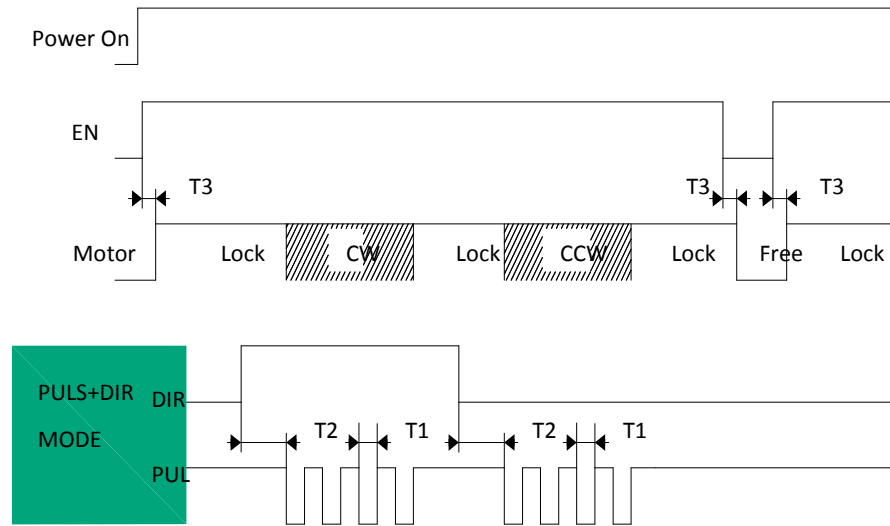 Power On
EN
T3 T3 T3
Motor Lock CW Lock CCW Lock Free Lock
PULS+DIR DIR
MODE T2 T1 T2 T1
PUL